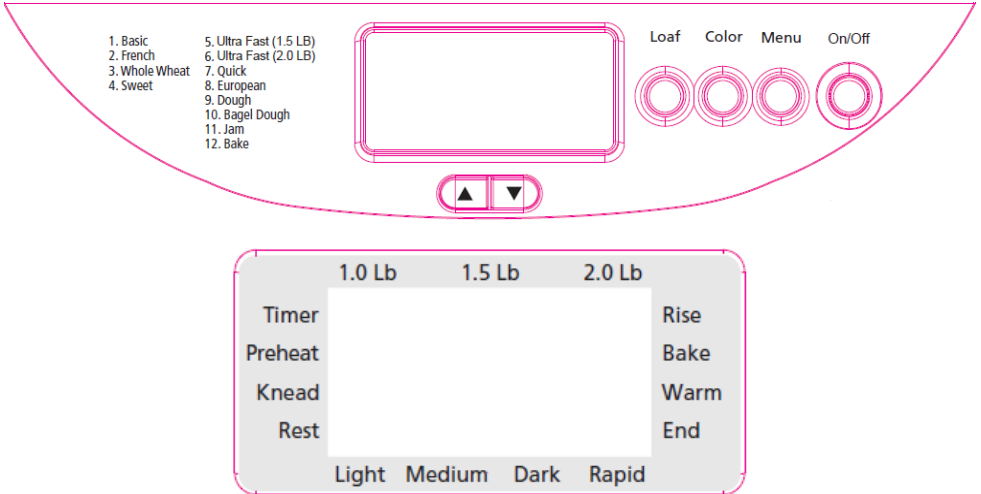 1. Basic
2. French
3. Whole Wheat
4. Sweet
5. Ultra Fast (1.5 LB)
6. Ultra Fast (2.0 LB)
7. Quick
8. European
9. Dough
10. Bagel Dough
11. Jam
12. Bake
Loaf Color Menu On/Off
▲ ▼
1.0 Lb 1.5 Lb 2.0 Lb
Timer
Preheat
Knead
Rest
Rise
Bake
Warm
End
Light Medium Dark Rapid